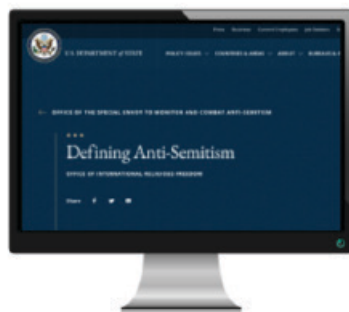 U.S. DEPARTMENT of STATE
POLICY ISSUES
COUNTRIES & AREAS
ABOUT
BUREAUS &
← OFFICE OF THE SPECIAL ENVOY TO MONITOR AND COMBAT ANTI-SEMITISM
Defining Anti-Semitism
OFFICE OF INTERNATIONAL RELIGIOUS FREEDOM
Share